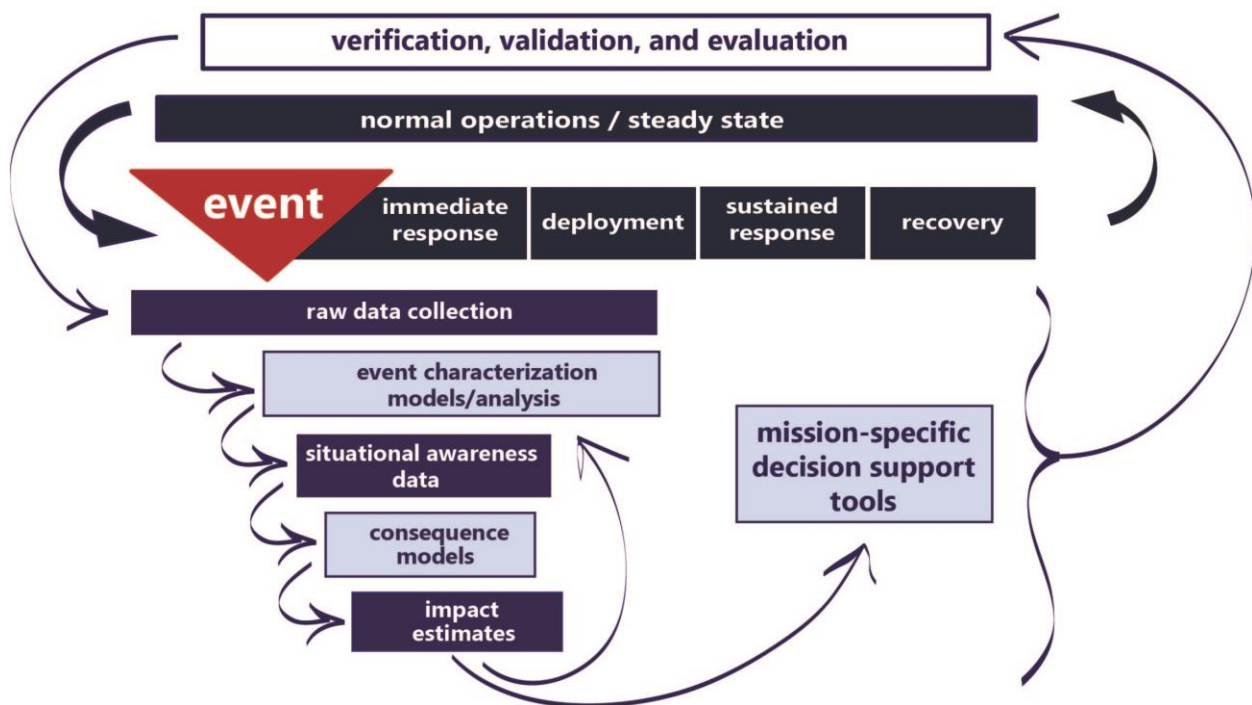 verification, validation, and evaluation
normal operations / steady state
event
immediate
response
deployment
sustained
response
recovery
raw data collection
event characterization
models/analysis
situational awareness
data
consequence
models
impact
estimates
mission-specific
decision support
tools